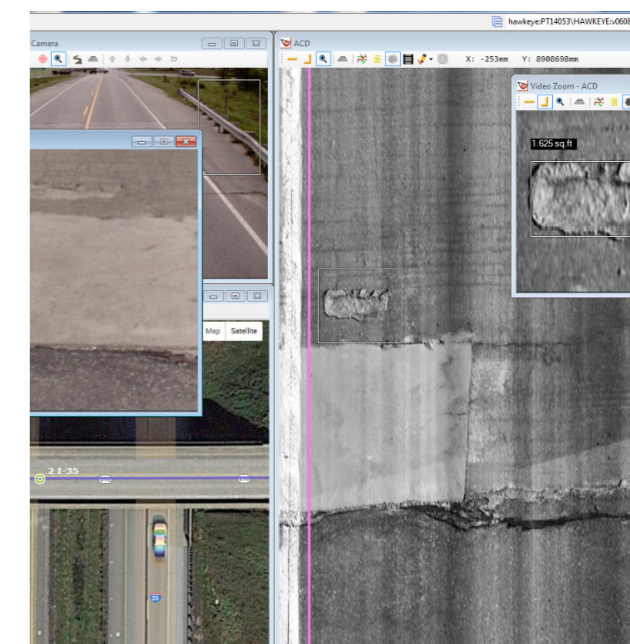 hawkeye:PT14053\HAWKEYE:v0608
Camera
ACD
X: -253mm Y: 8908698mm
Video Zoom - ACD
1.625 sq.ft
Map Satellite
2 I-35
35